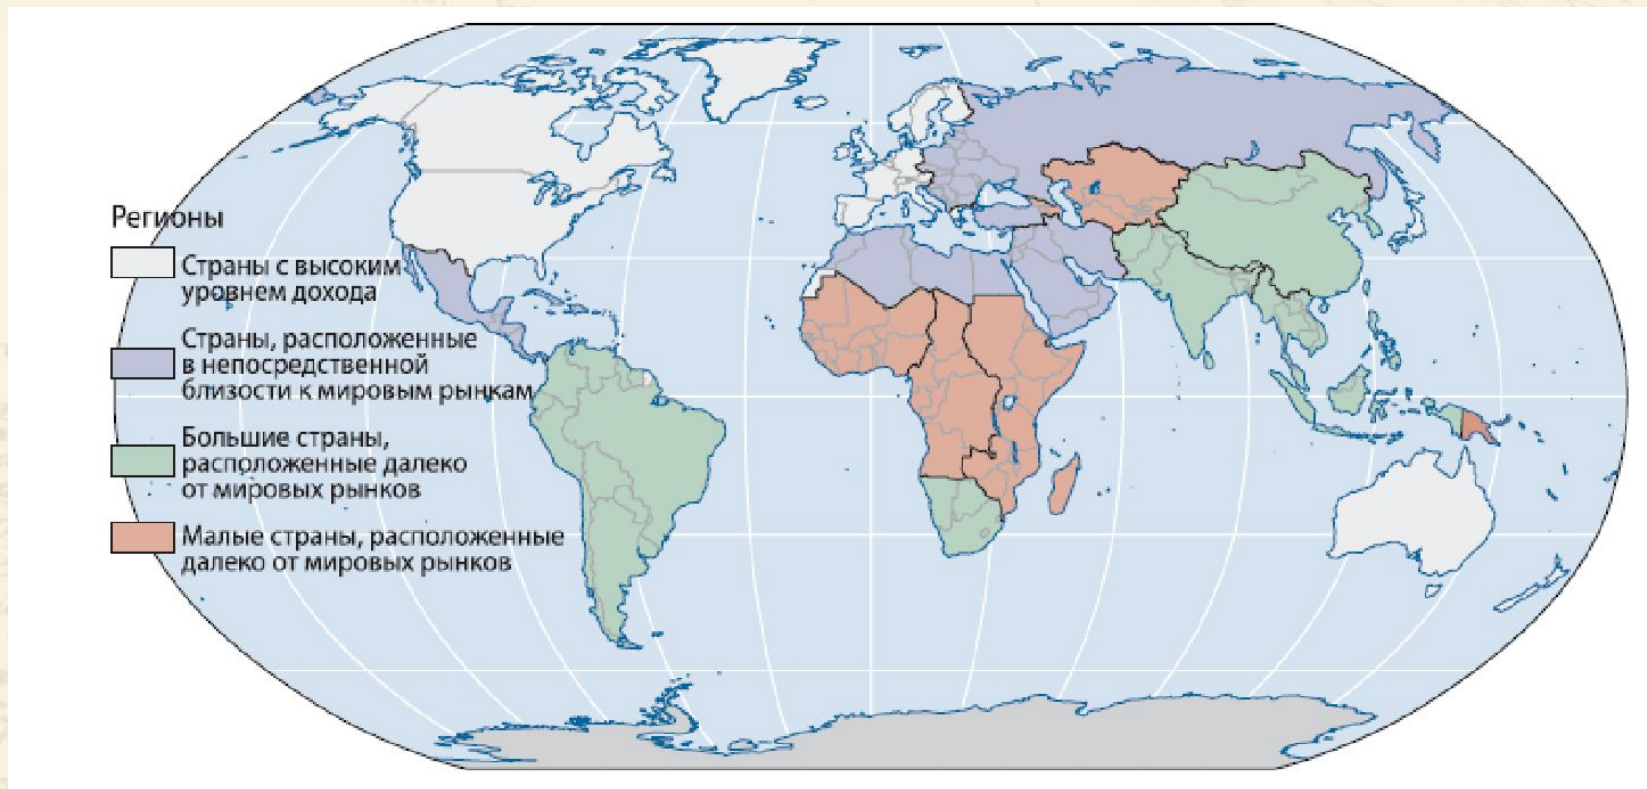 Регионы
Страны с высоким
уровнем дохода
Страны, расположенные
в непосредственной
близости к мировым рынкам
Большие страны,
расположенные далеко
от мировых рынков
Малые страны, расположенные
далеко от мировых рынков